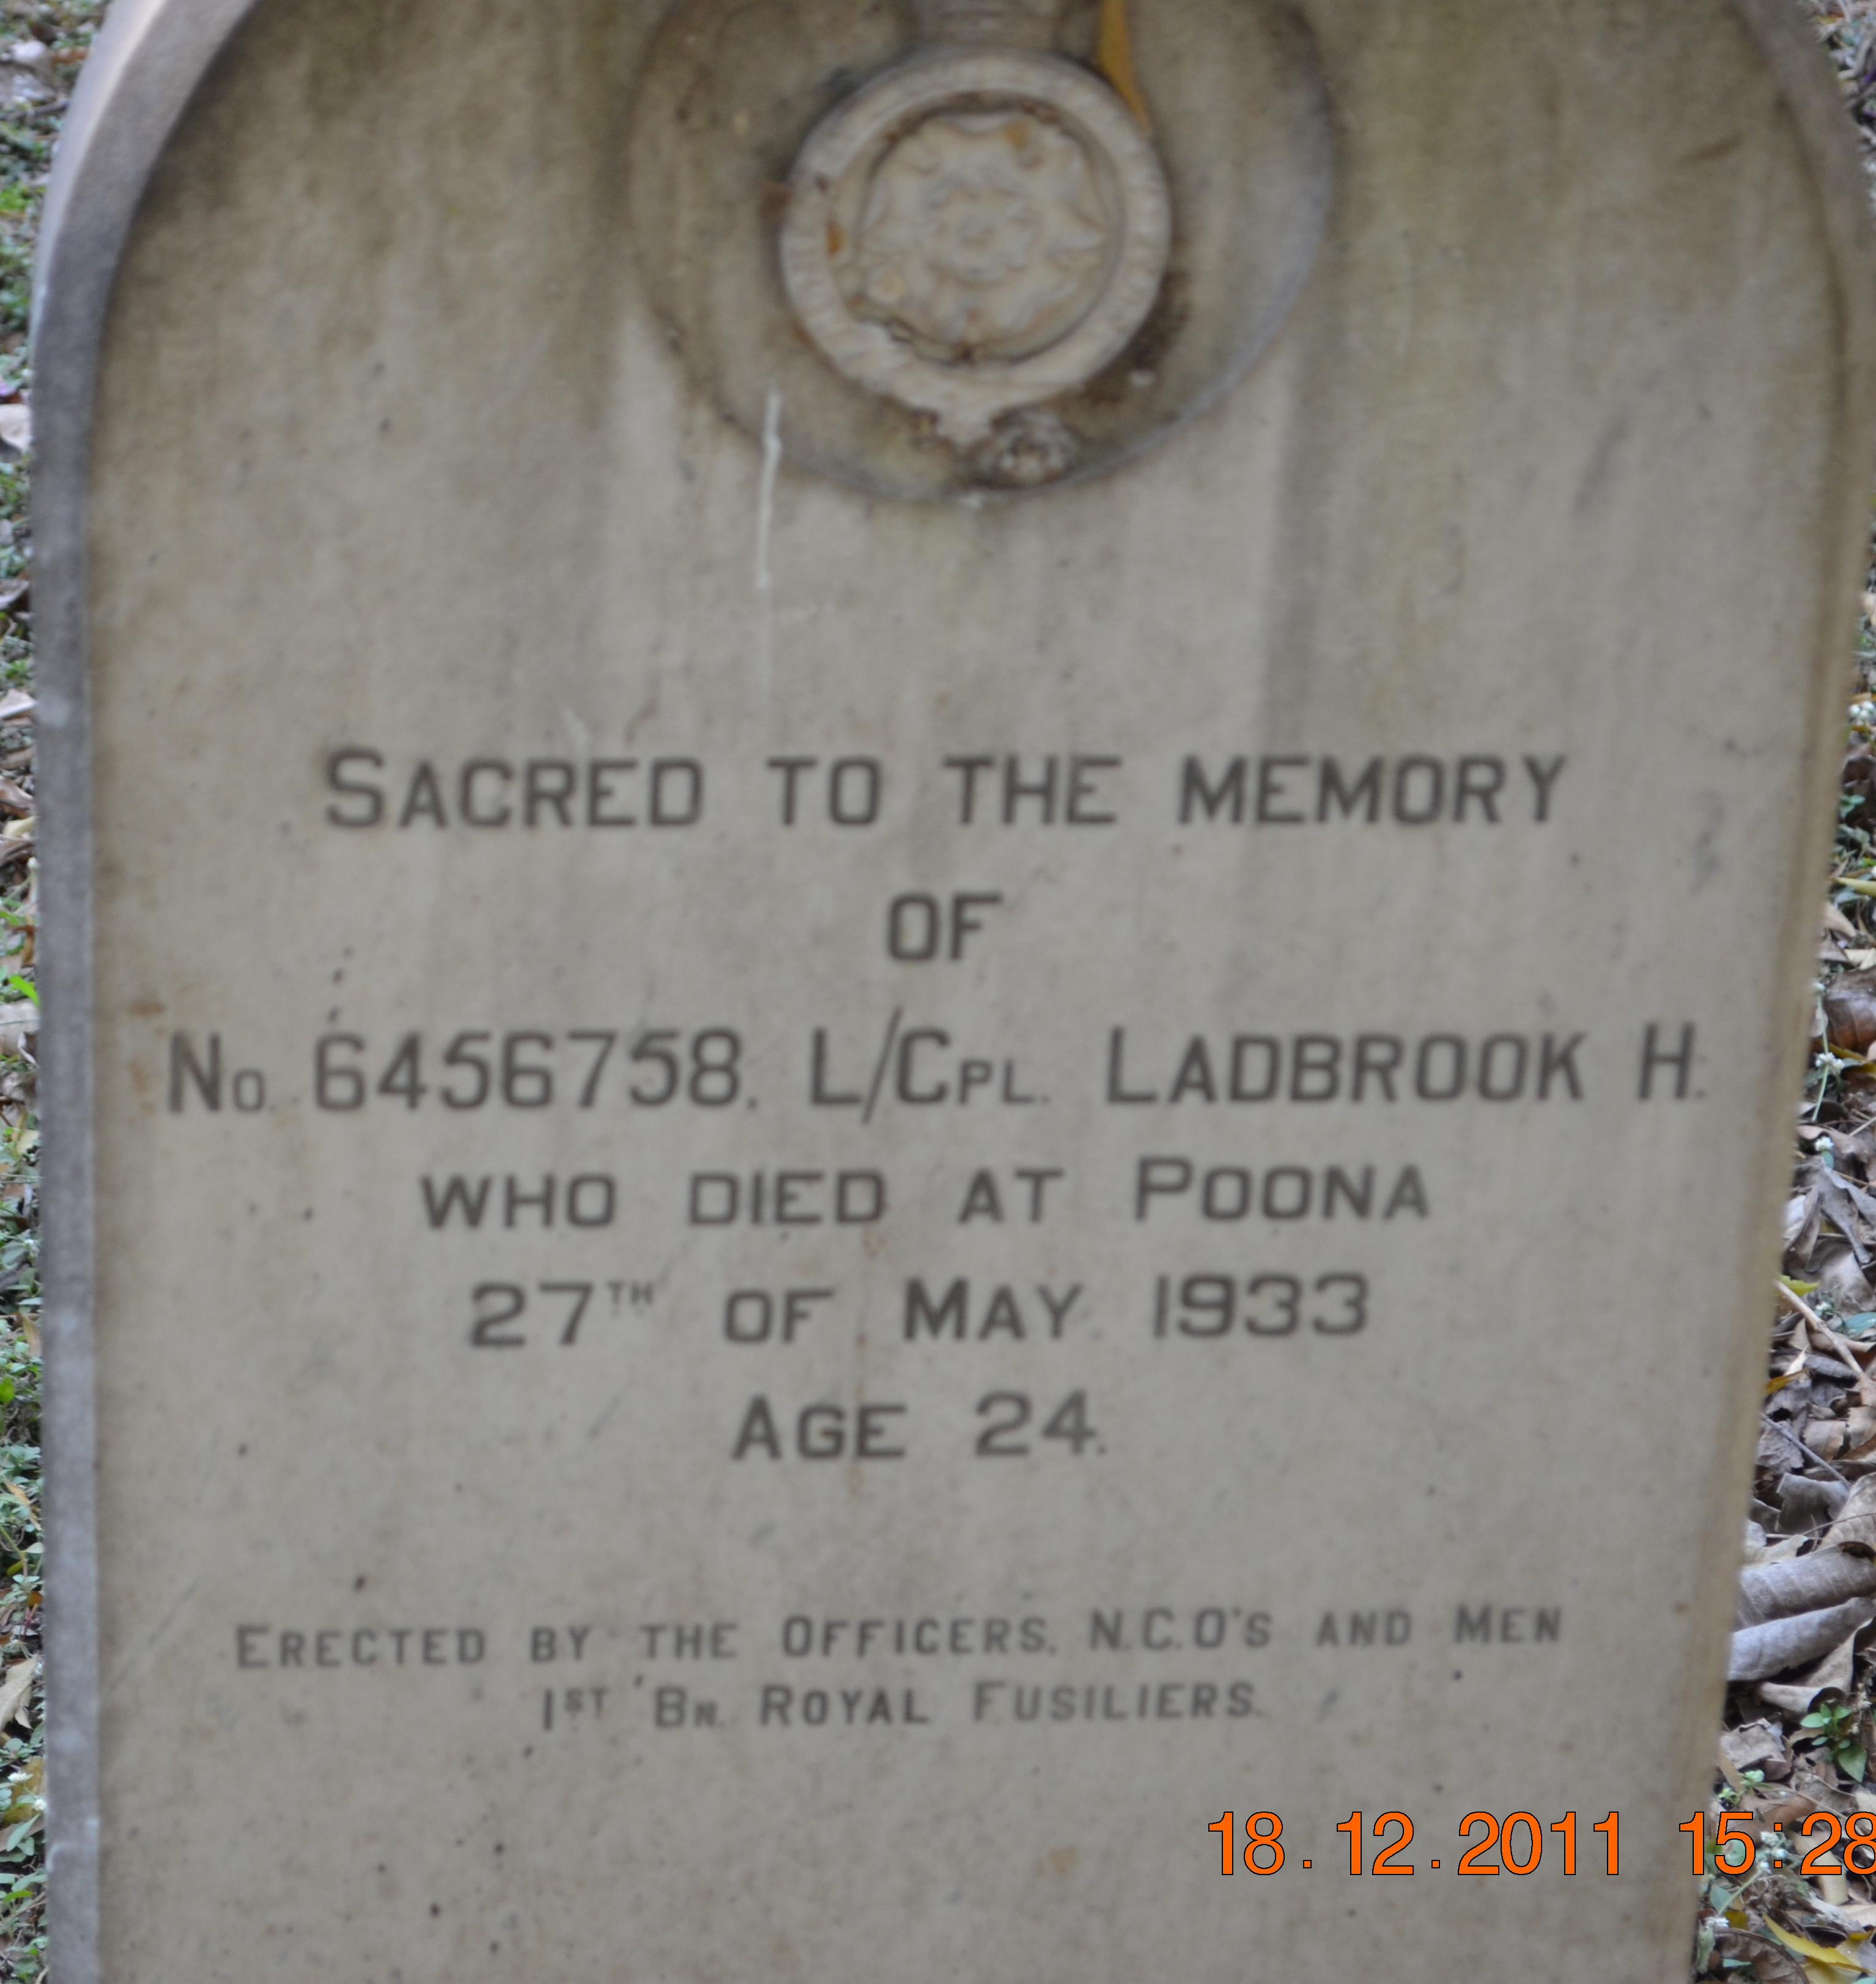 SACRED TO THE MEMORY
OF
No. 6456758. L/CPL. LADBROOK H.
WHO DIED AT POONA
27TH OF MAY. 1933
AGE 24.
ERECTED BY THE OFFICERS, N.C.O'S AND MEN
1ST BN. ROYAL FUSILIERS.
18.12.2011 15:28